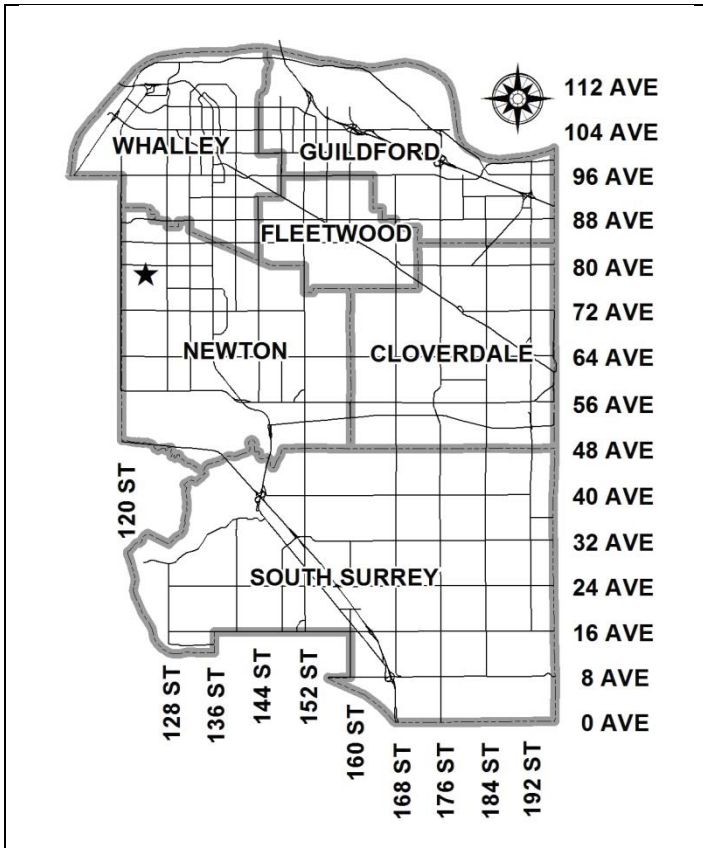 112 AVE
104 AVE
WHALLEY
GUILDFORD
96 AVE
88 AVE
FLEETWOOD
80 AVE
72 AVE
NEWTON
CLOVERDALE
64 AVE
56 AVE
48 AVE
120 ST
40 AVE
32 AVE
SOUTH SURREY
24 AVE
16 AVE
8 AVE
0 AVE
128 ST
136 ST
144 ST
152 ST
160 ST
168 ST
176 ST
184 ST
192 ST